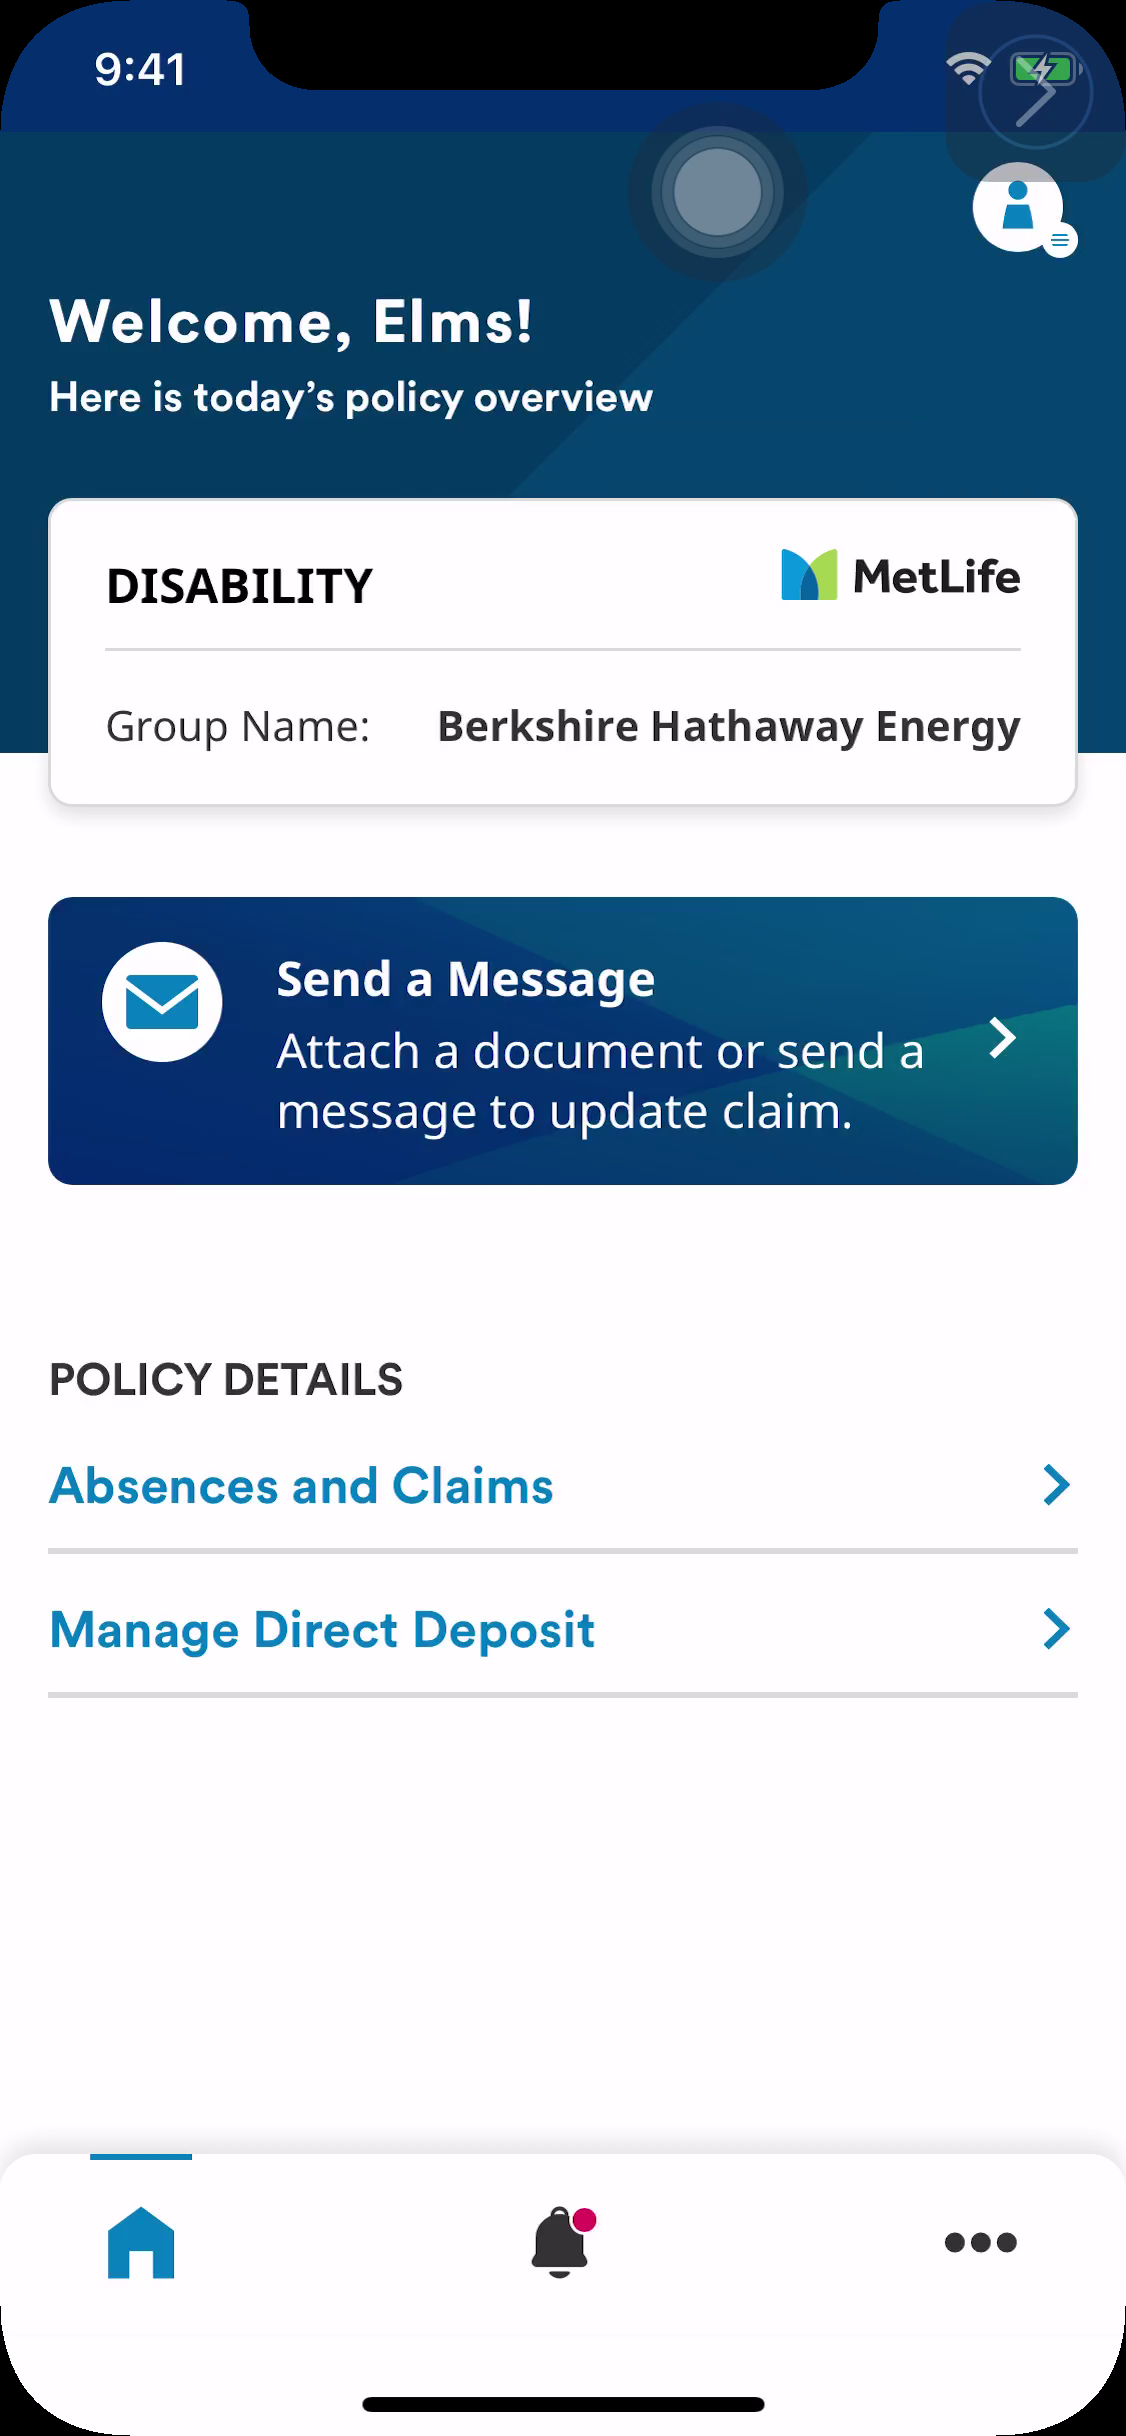 9:41
Welcome, Elms!
Here is today’s policy overview
DISABILITY
MetLife
Group Name: Berkshire Hathaway Energy
Send a Message
Attach a document or send a
message to update claim.
POLICY DETAILS
Absences and Claims
Manage Direct Deposit